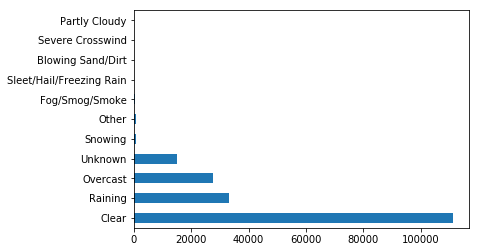 Partly Cloudy
Severe Crosswind
Blowing Sand/Dirt
Sleet/Hail/Freezing Rain
Fog/Smog/Smoke
Other
Snowing
Unknown
Overcast
Raining
Clear
0 20000 40000 60000 80000 100000